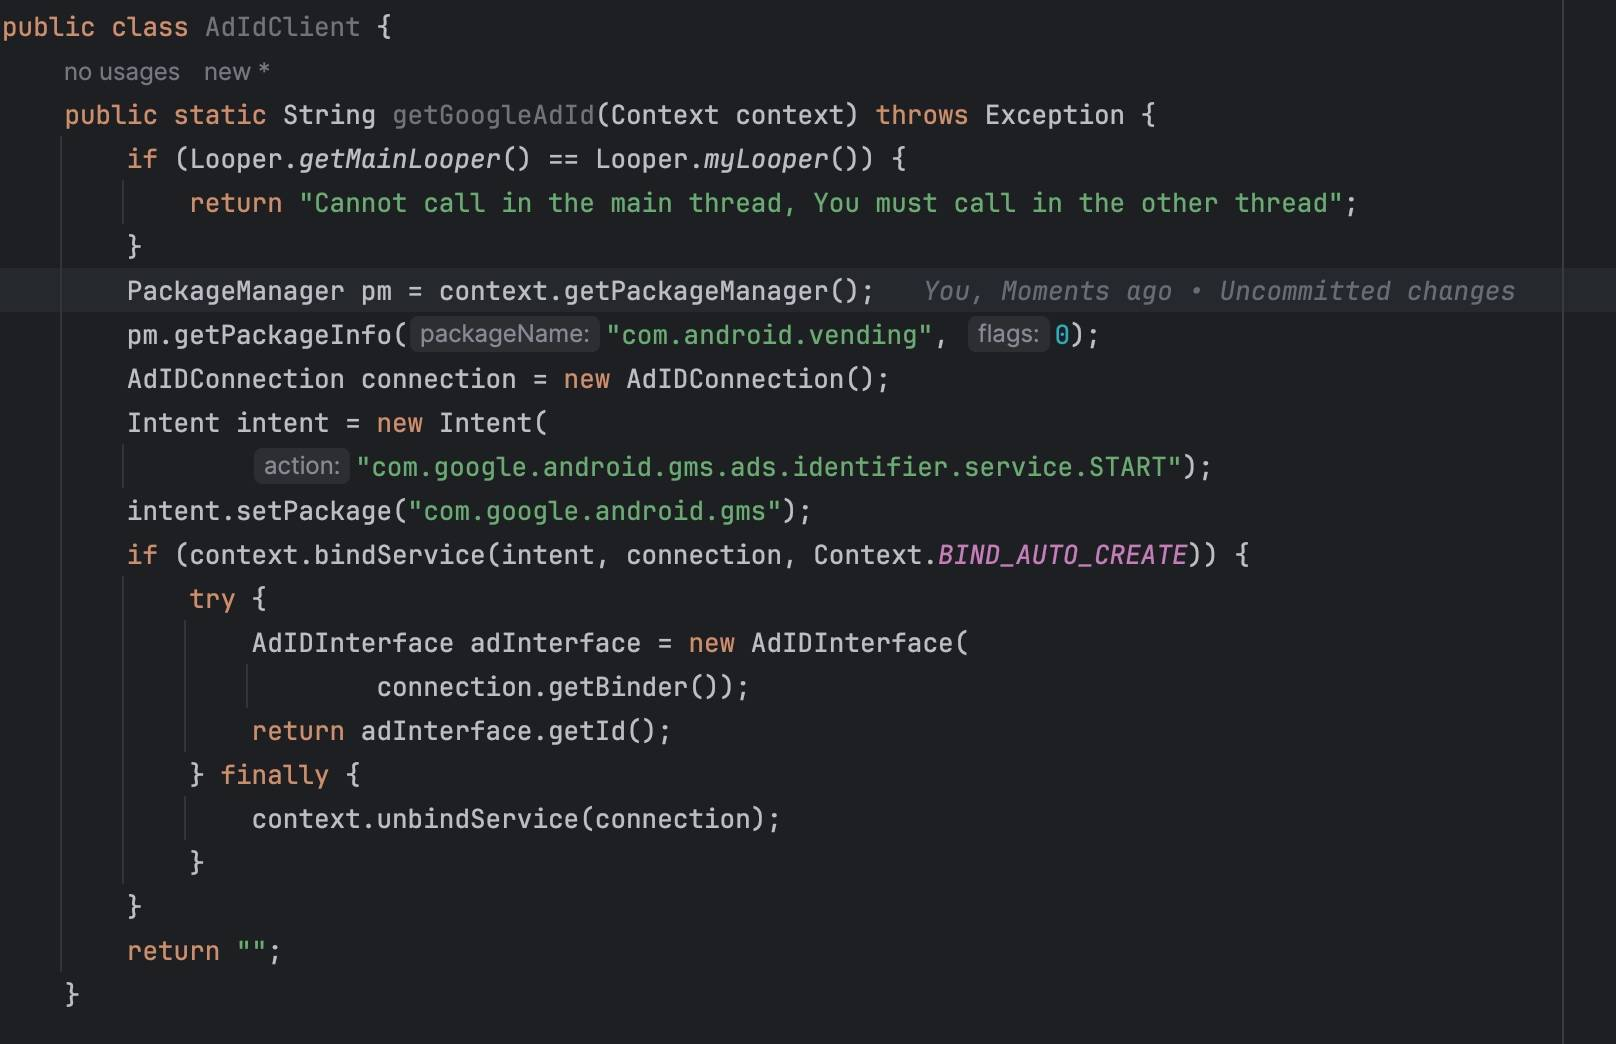 public class AdIdClient {
no usages new *
public static String getGoogleAdId(Context context) throws Exception {
if (Looper.getMainLooper() == Looper.myLooper()) {
return "Cannot call in the main thread, You must call in the other thread";
}
PackageManager pm = context.getPackageManager(); You, Moments ago • Uncommitted changes
pm.getPackageInfo( packageName: "com.android.vending", flags: 0);
AdIDConnection connection = new AdIDConnection();
Intent intent = new Intent(
action: "com.google.android.gms.ads.identifier.service.START");
intent.setPackage("com.google.android.gms");
if (context.bindService(intent, connection, Context.BIND_AUTO_CREATE)) {
try {
AdIDInterface adInterface = new AdIDInterface(
connection.getBinder());
return adInterface.getId();
} finally {
context.unbindService(connection);
}
}
return "";
}